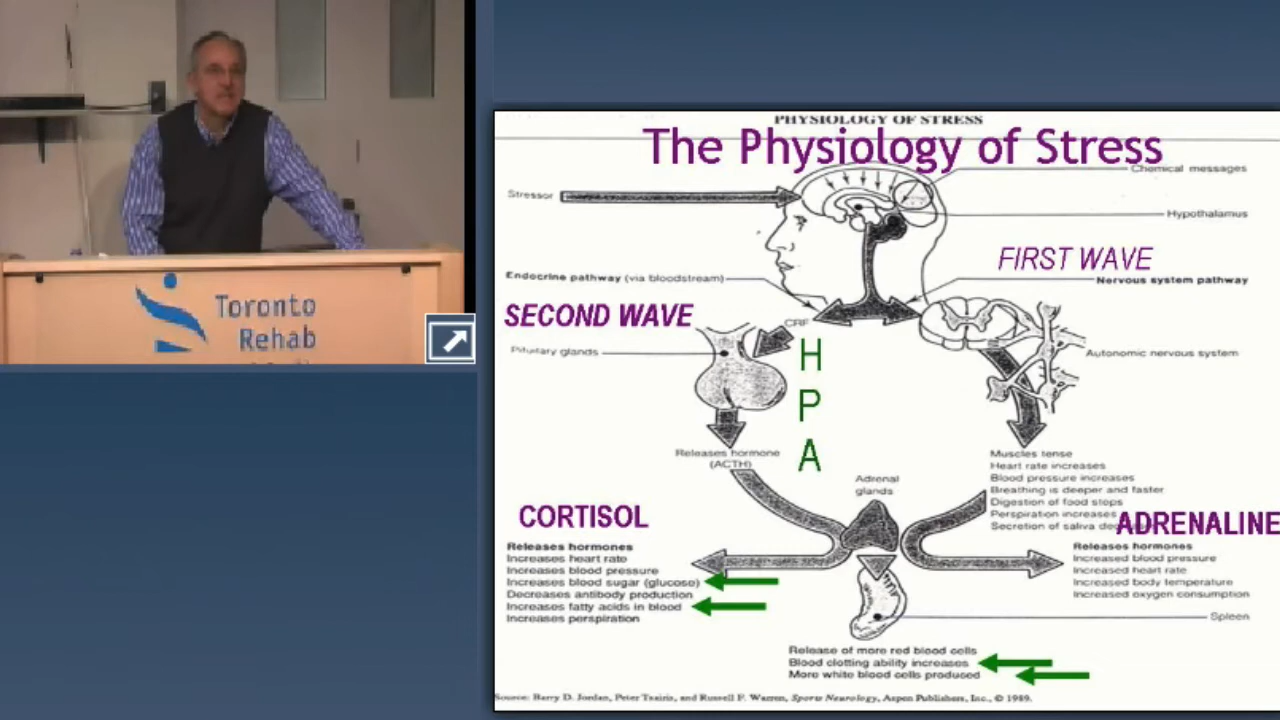 Toronto
Rehab
PHYSIOLOGY OF STRESS
The Physiology of Stress
Chemical messages
Stressor
Hypothalamus
FIRST WAVE
Endocrine pathway (via bloodstream)
Nervous system pathway
SECOND WAVE
CRF
Pituitary glands
Autonomic nervous system
H
P
A
Releases hormone
(ACTH)
Muscles tense
Heart rate increases
Blood pressure increases
Breathing is deeper and faster
Digestion of food stops
Perspiration increases
Secretion of saliva
Adrenal
glands
CORTISOL
ADRENALINE
Releases hormones
Increases heart rate
Increases blood pressure
Increases blood sugar (glucose)
Decreases antibody production
Increases fatty acids in blood
Increases perspiration
Releases hormones
Increased blood pressure
Increased heart rate
Increased body temperature
Increased oxygen consumption
Spleen
Release of more red blood cells
Blood clotting ability increases
More white blood cells produced
Source: Barry D. Jordan, Peter Tsairis, and Russell F. Warren, Sports Neurology, Aspen Publishers, Inc., © 1989.